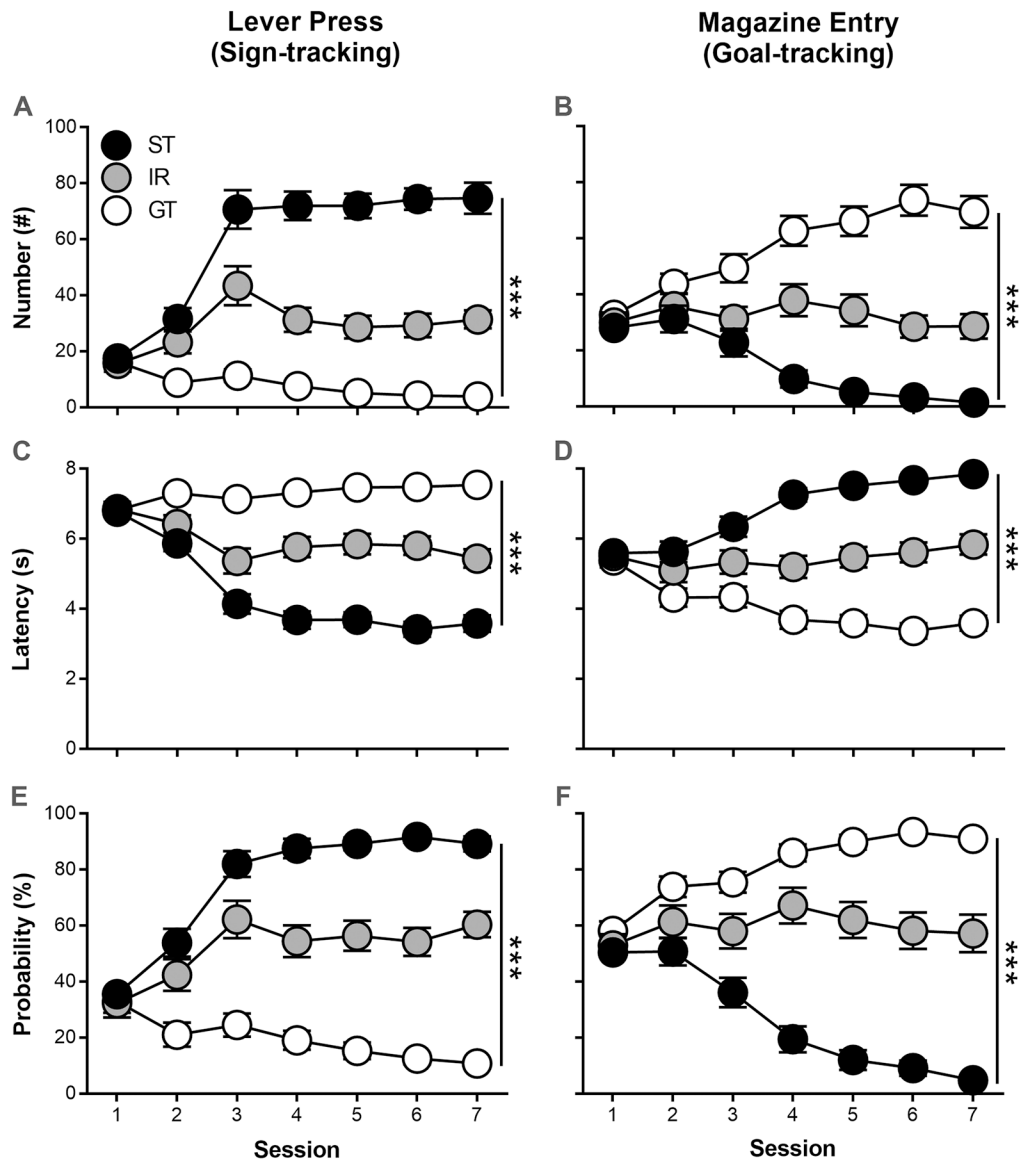 Lever Press
(Sign-tracking)
Magazine Entry
(Goal-tracking)
A
B
100
80
60
40
20
0
Number (#)
ST
IR
GT
***
***
C
D
8
6
4
2
0
Latency (s)
***
***
E
F
100
80
60
40
20
0
Probability (%)
***
***
1 2 3 4 5 6 7
Session
1 2 3 4 5 6 7
Session